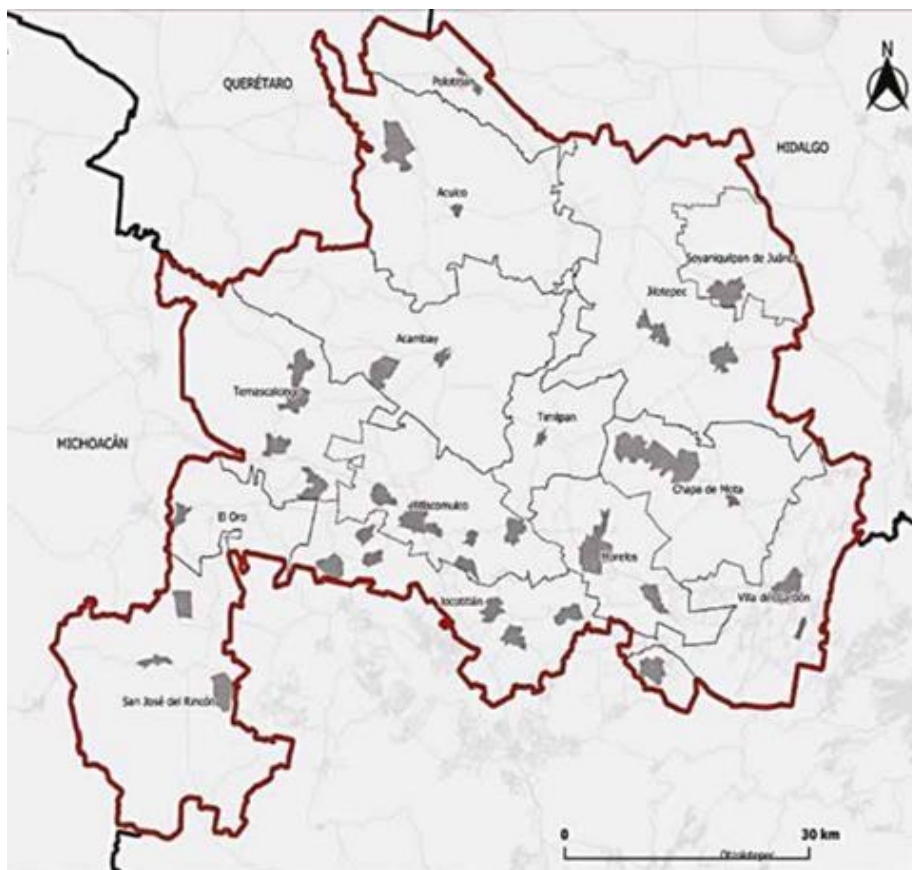 N
QUERÉTARO
Polotitlán
HIDALGO
Aculco
Soyaniquilpan de Juárez
Jilotepec
Acambay
Temascalcingo
Timilpan
MICHOACÁN
Chapa de Mota
Atlacomulco
El Oro
Morelos
Jocotitlán
Villa del Carbón
San José del Rincón
0
30 km